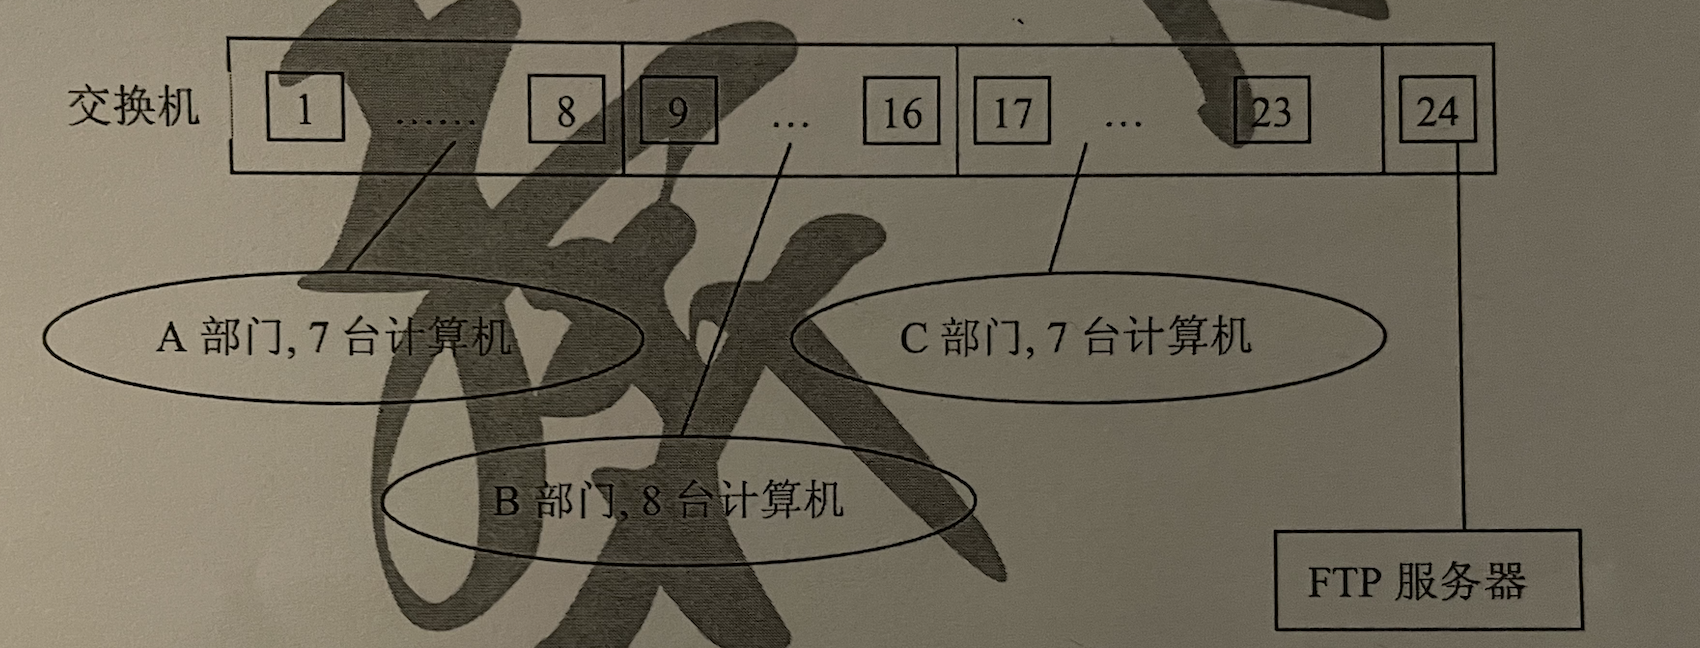 交换机 1 …… 8 9 … 16 17 … 23 24
A 部门, 7 台计算机
C 部门, 7 台计算机
B 部门, 8 台计算机
FTP 服务器